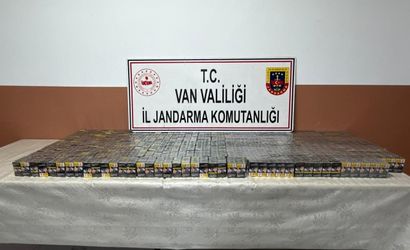 T.C.
VAN VALİLİĞİ
İL JANDARMA KOMUTANLIĞI